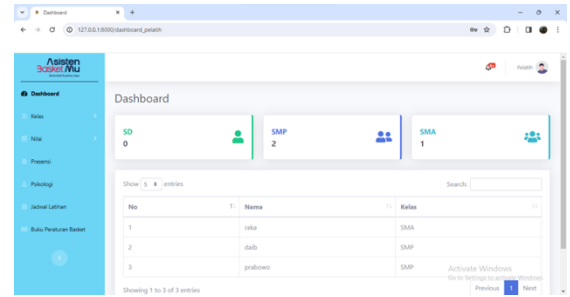 Dashboard
127.0.0.1:8000/dashboard_pelatih
Asisten
Basket Mu
Pelatih
Dashboard
Kelas
Nilai
Presensi
Psikologi
Jadwal Latihan
Buku Peraturan Basket
Dashboard
SD
0
SMP
2
SMA
1
Show 5 entries
Search:
No Nama Kelas
1 raka SMA
2 daib SMP
3 prabowo SMP
Showing 1 to 3 of 3 entries
Previous 1 Next
Activate Windows
Go to Settings to activate Windows.